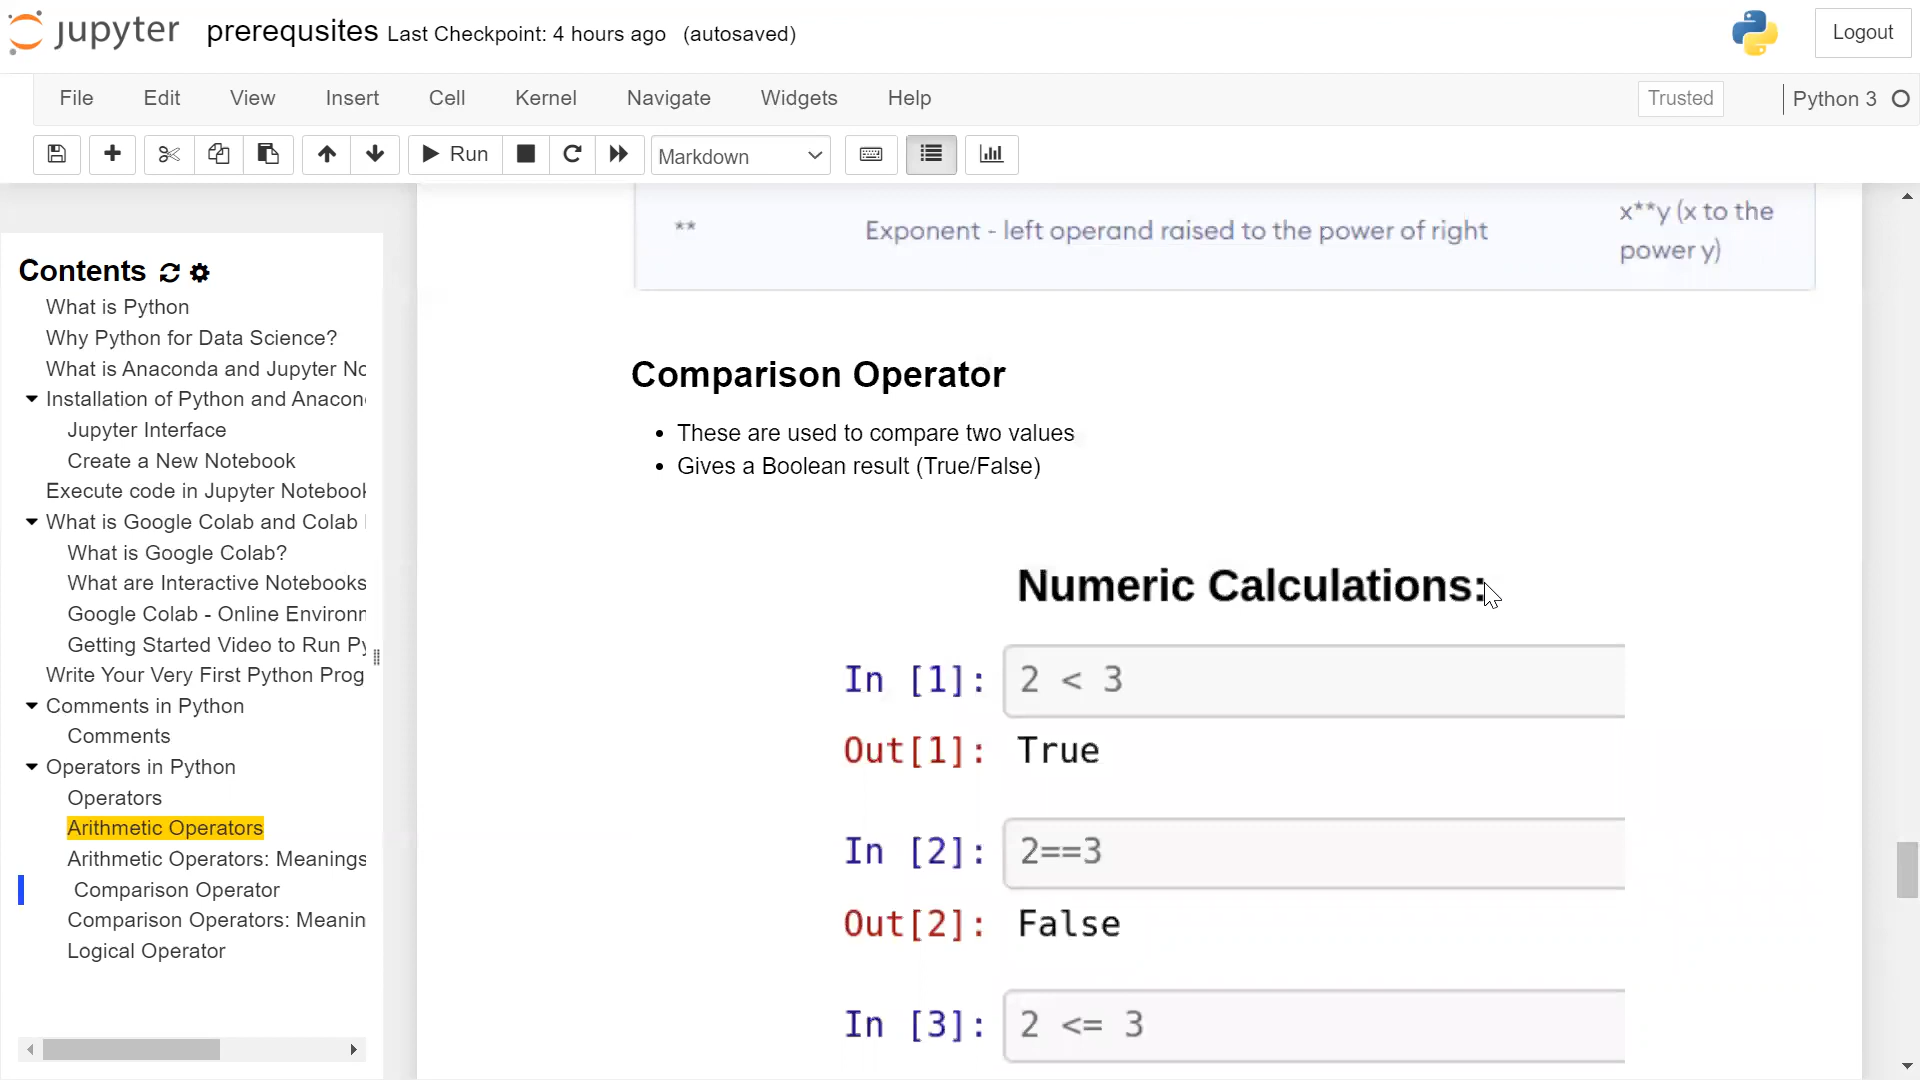 jupyter prerequsites Last Checkpoint: 4 hours ago (autosaved) Logout
File Edit View Insert Cell Kernel Navigate Widgets Help Trusted Python 3
Run Markdown
Contents
What is Python
Why Python for Data Science?
What is Anaconda and Jupyter
Installation of Python and
Jupyter Interface
Create a New Notebook
Execute code in Jupyter
What is Google Colab and Colab
What is Google Colab?
What are Interactive Notebooks
Google Colab - Online
Getting Started Video to Run
Write Your Very First Python
Comments in Python
Comments
Operators in Python
Operators
Arithmetic Operators
Arithmetic Operators: Meanings
Comparison Operator
Comparison Operators:
Logical Operator
** Exponent - left operand raised to the power of right x**y (x to the
power y)
Comparison Operator
• These are used to compare two values
• Gives a Boolean result (True/False)
Numeric Calculations:
In [1]: 2 < 3
Out[1]: True
In [2]: 2==3
Out[2]: False
In [3]: 2 <= 3